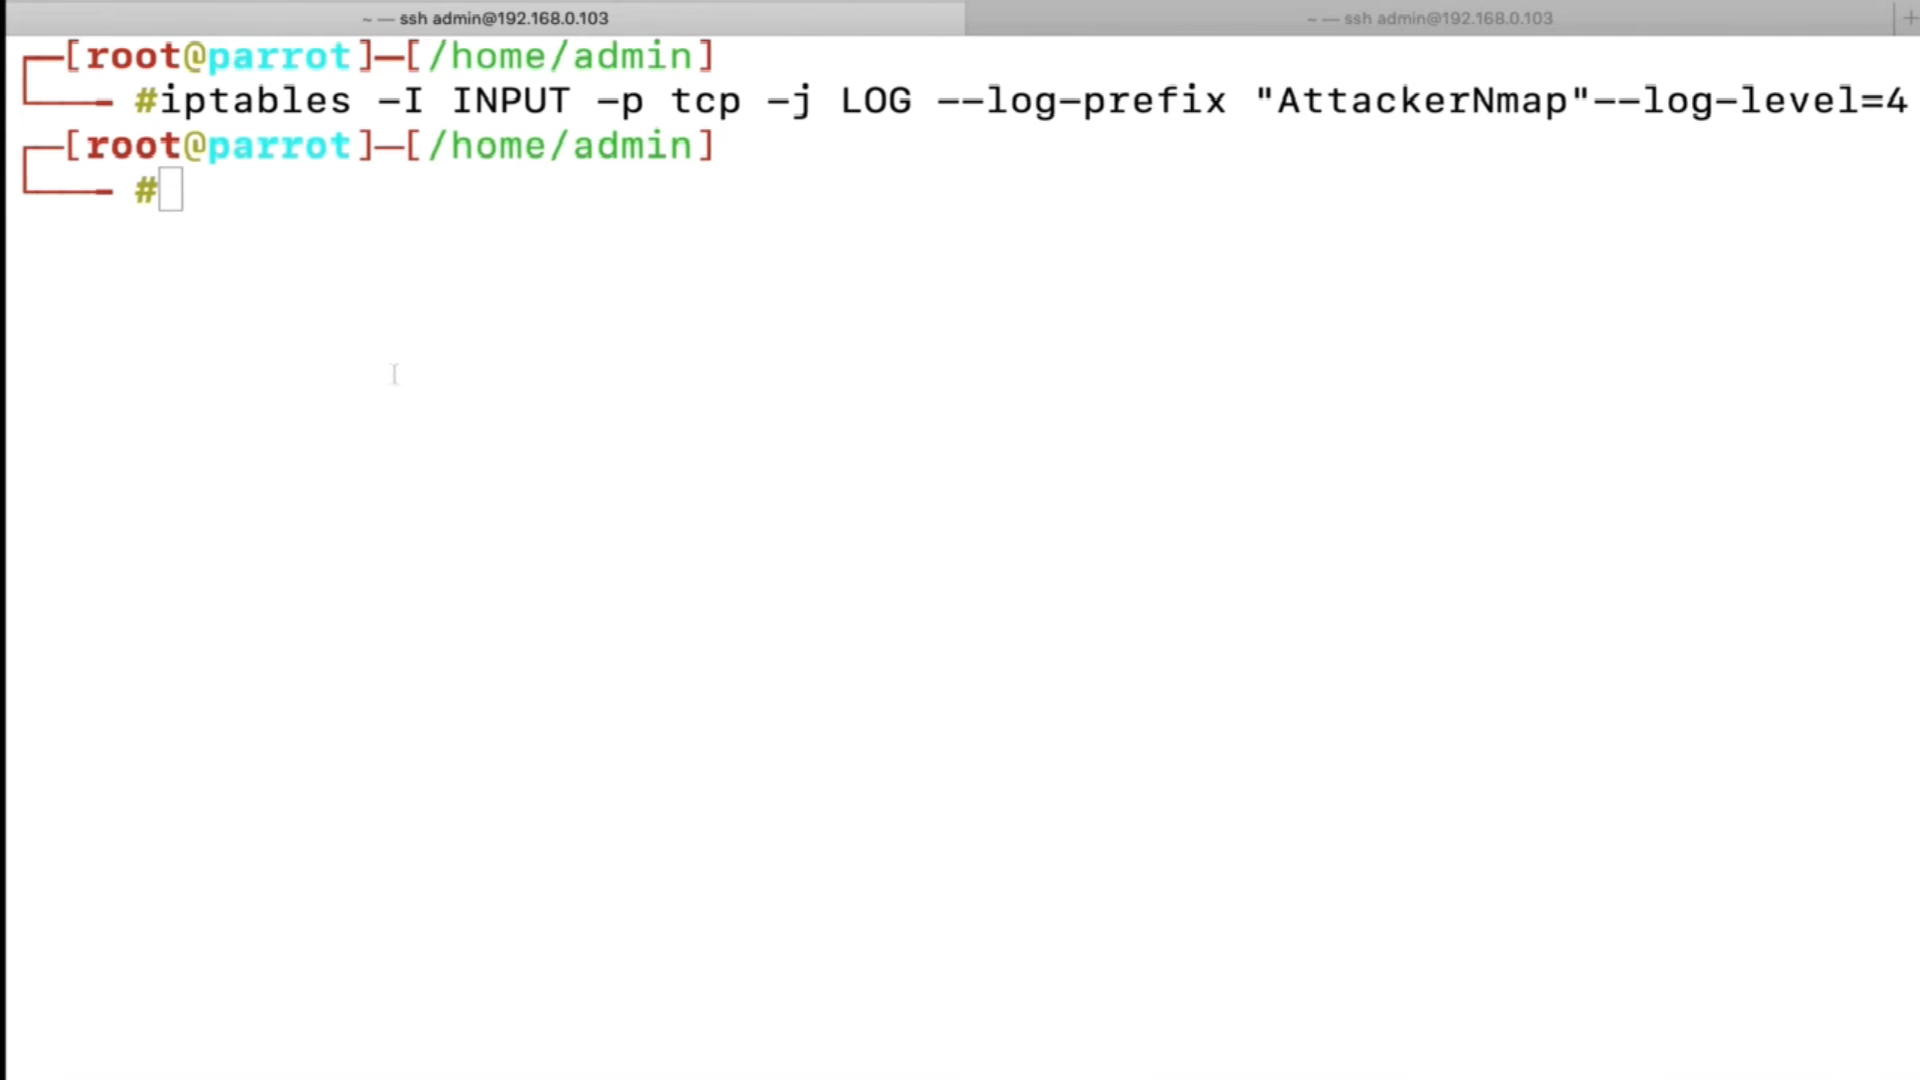 ~ — ssh admin@192.168.0.103
~ — ssh admin@192.168.0.103
+
[root@parrot]—[/home/admin]
#iptables -I INPUT -p tcp -j LOG --log-prefix "AttackerNmap"--log-level=4
[root@parrot]—[/home/admin]
#